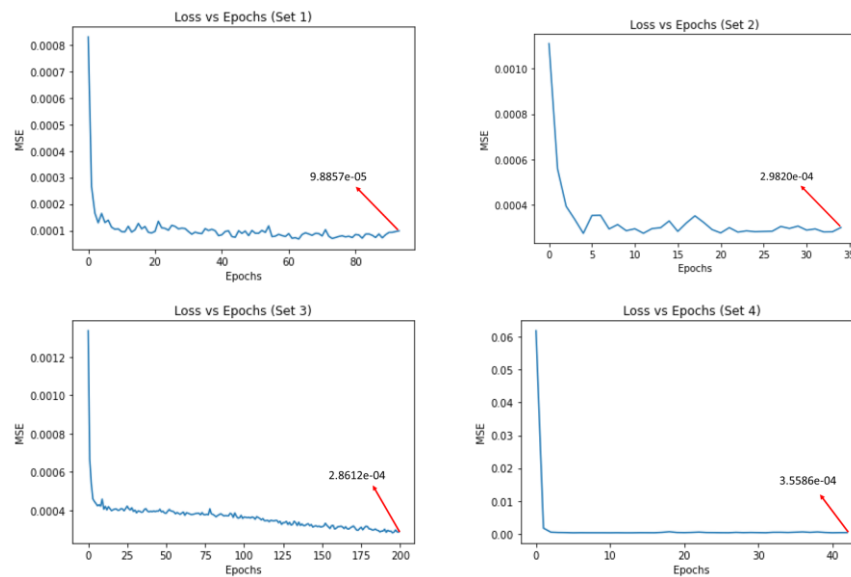 Loss vs Epochs (Set 1)
0.0008
0.0007
0.0006
0.0005
0.0004
0.0003
0.0002
0.0001
MSE
9.8857e-05
0 20 40 60 80
Epochs
Loss vs Epochs (Set 2)
0.0010
0.0008
0.0006
0.0004
MSE
2.9820e-04
0 5 10 15 20 25 30 35
Epochs
Loss vs Epochs (Set 3)
0.0012
0.0010
0.0008
0.0006
0.0004
MSE
2.8612e-04
0 25 50 75 100 125 150 175 200
Epochs
Loss vs Epochs (Set 4)
0.06
0.05
0.04
0.03
0.02
0.01
0.00
MSE
3.5586e-04
0 10 20 30 40
Epochs